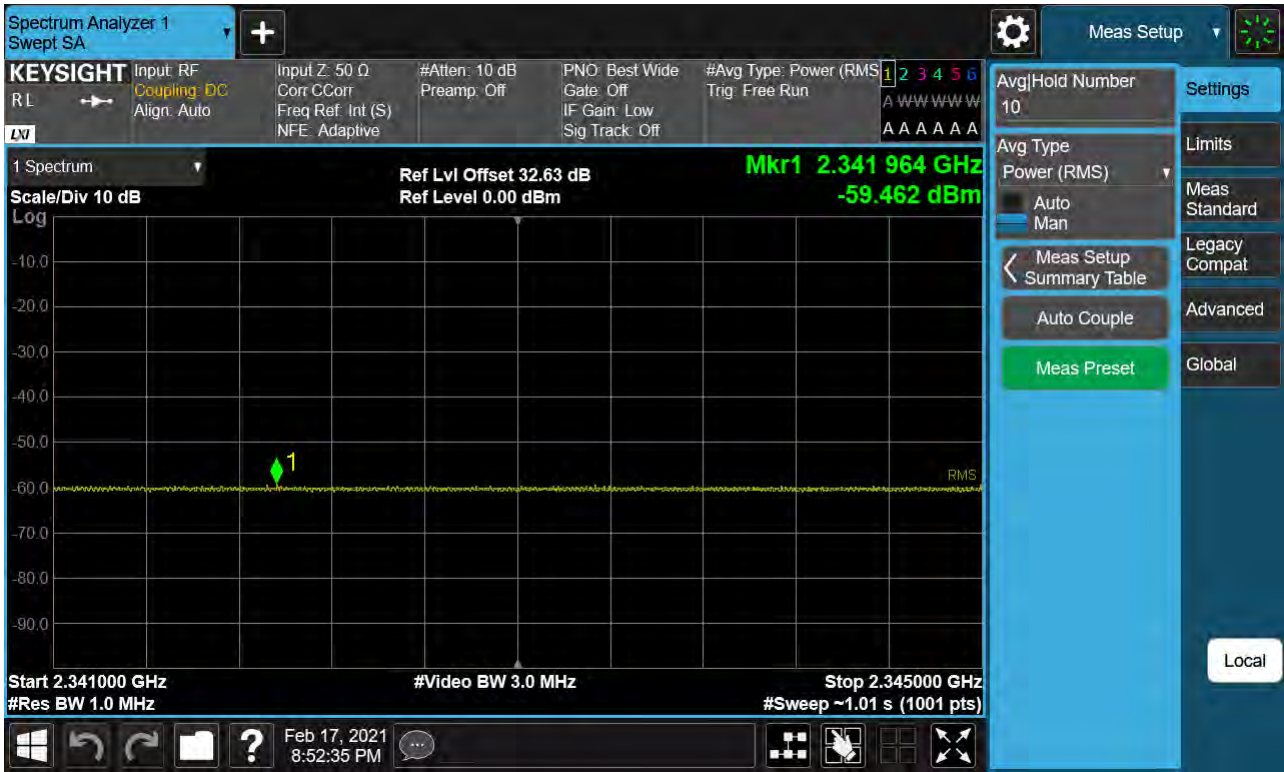 Spectrum Analyzer 1
Swept SA
Meas Setup
KEYSIGHT
RL
LXI
Input: RF
Coupling: DC
Align: Auto
Input Z: 50 Ω
Corr CCorr
Freq Ref: Int (S)
NFE: Adaptive
#Atten: 10 dB
Preamp: Off
PNO: Best Wide
Gate: Off
IF Gain: Low
Sig Track: Off
#Avg Type: Power (RMS
Trig: Free Run
1 2 3 4 5 6
A W W W W W
A A A A A A
1 Spectrum
Scale/Div 10 dB
Log
Ref Lvl Offset 32.63 dB
Ref Level 0.00 dBm
Mkr1 2.341 964 GHz
-59.462 dBm
-10.0
-20.0
-30.0
-40.0
-50.0
1
RMS
-60.0
-70.0
-80.0
-90.0
Start 2.341000 GHz
#Res BW 1.0 MHz
#Video BW 3.0 MHz
Stop 2.345000 GHz
#Sweep ~1.01 s (1001 pts)
Avg|Hold Number
10
Avg Type
Power (RMS)
Auto
Man
Meas Setup
Summary Table
Auto Couple
Meas Preset
Settings
Limits
Meas
Standard
Legacy
Compat
Advanced
Global
Local
?
Feb 17, 2021
8:52:35 PM